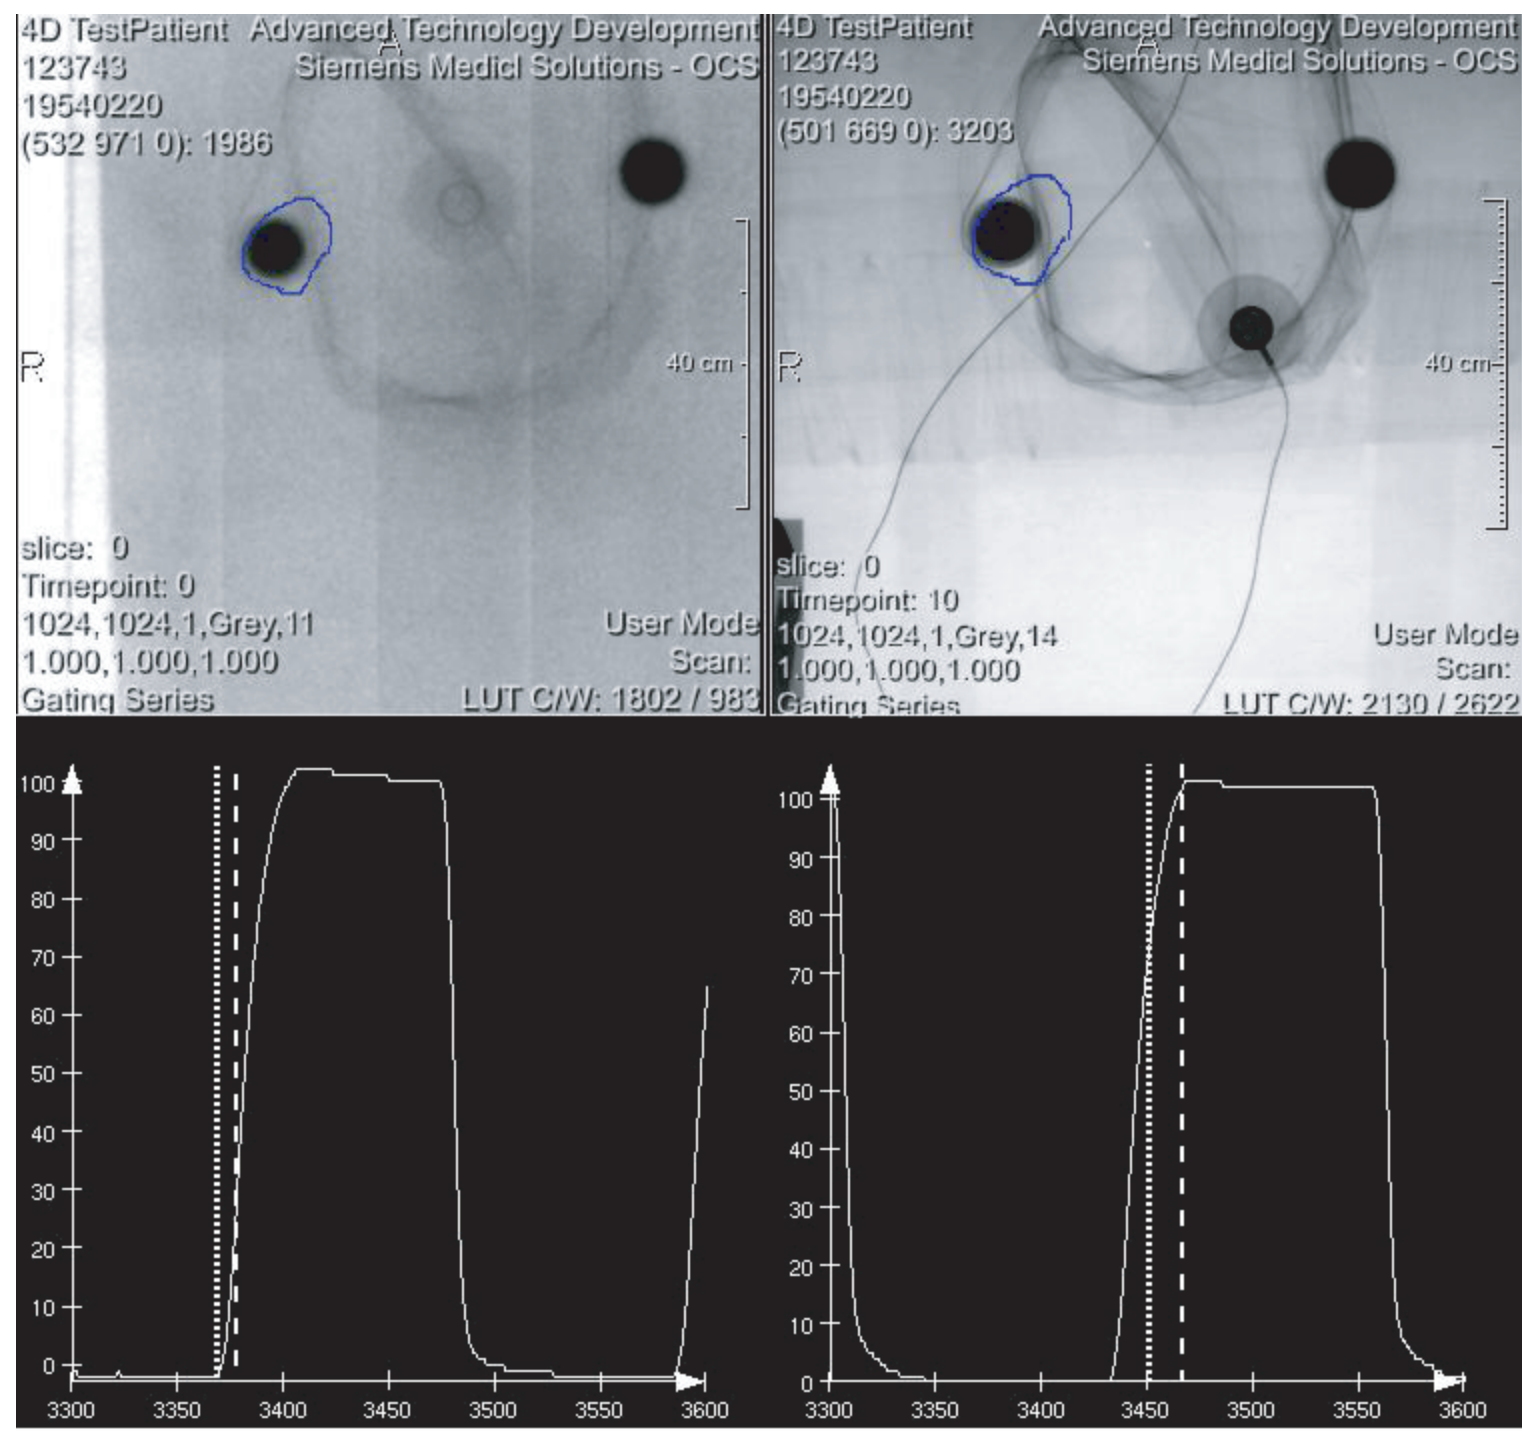 4D TestPatient Advanced Technology Development
123743 Siemens Medicl Solutions - OCS
19540220
(532 971 0): 1986
A
R
40 cm
slice: 0
Timepoint: 0
1024,1024,1,Grey,11 User Mode
1.000,1.000,1.000 Scan:
Gating Series LUT C/W: 1802 / 983
4D TestPatient Advanced Technology Development
123743 Siemens Medicl Solutions - OCS
19540220
(501 669 0): 3203
A
R
40 cm
slice: 0
Timepoint: 10
1024,1024,1,Grey,14 User Mode
1.000,1.000,1.000 Scan:
Gating Series LUT C/W: 2130 / 2622
100
90
80
70
60
50
40
30
20
10
0
3300 3350 3400 3450 3500 3550 3600
100
90
80
70
60
50
40
30
20
10
0
3300 3350 3400 3450 3500 3550 3600